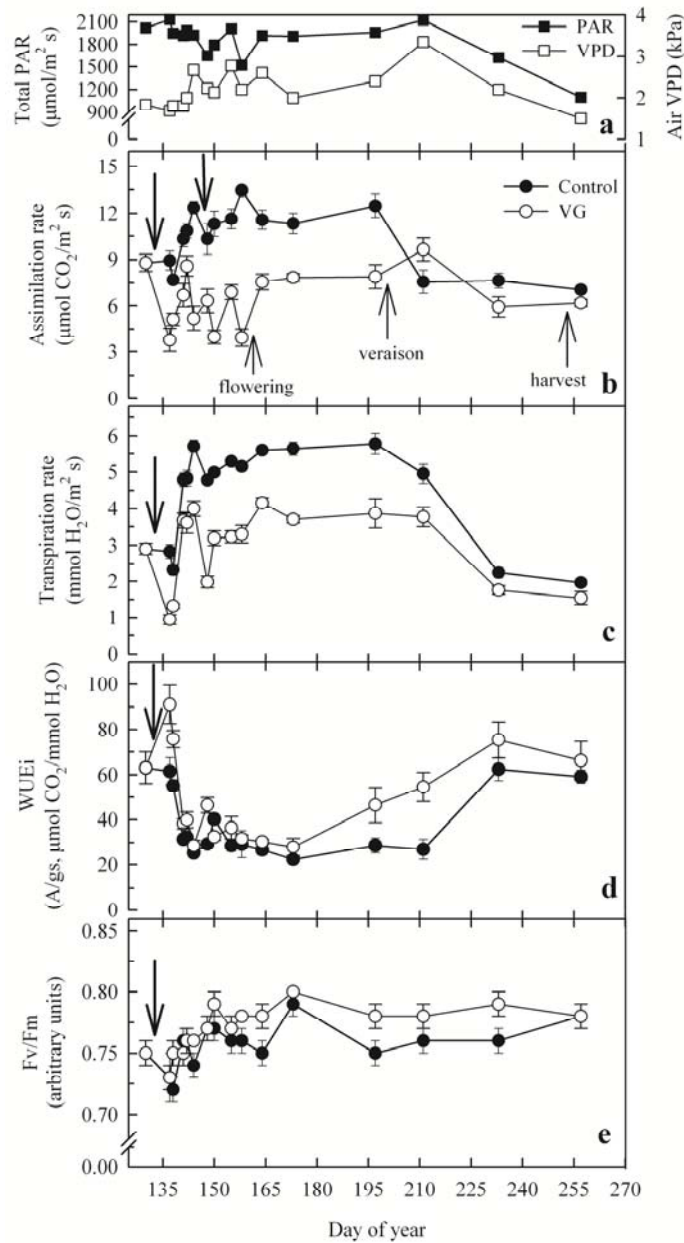 Total PAR
(µmol/m² s)
2100
1800
1500
1200
900
0
PAR
VPD
4
3
2
1
Air VPD (kPa)
a
Assimilation rate
(µmol CO₂/m² s)
15
12
9
6
3
0
Control
VG
flowering
veraison
harvest
b
Transpiration rate
(mmol H₂O/m² s)
6
5
4
3
2
1
0
c
WUEi
(A/gs, µmol CO₂/mmol H₂O)
100
80
60
40
20
0
d
Fv/Fm
(arbitrary units)
0.85
0.80
0.75
0.70
0.00
e
135 150 165 195 210 225 240 255 270
Day of year